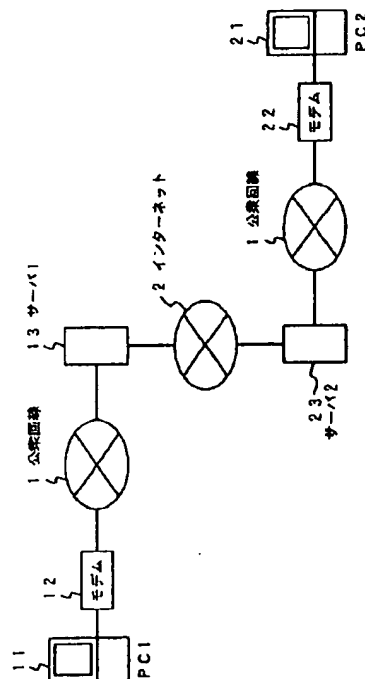 11
PC1
12
モデム
1 公衆回線
13 サーバ1
2 インターネット
23
サーバ2
1 公衆回線
22
モデム
21
PC2